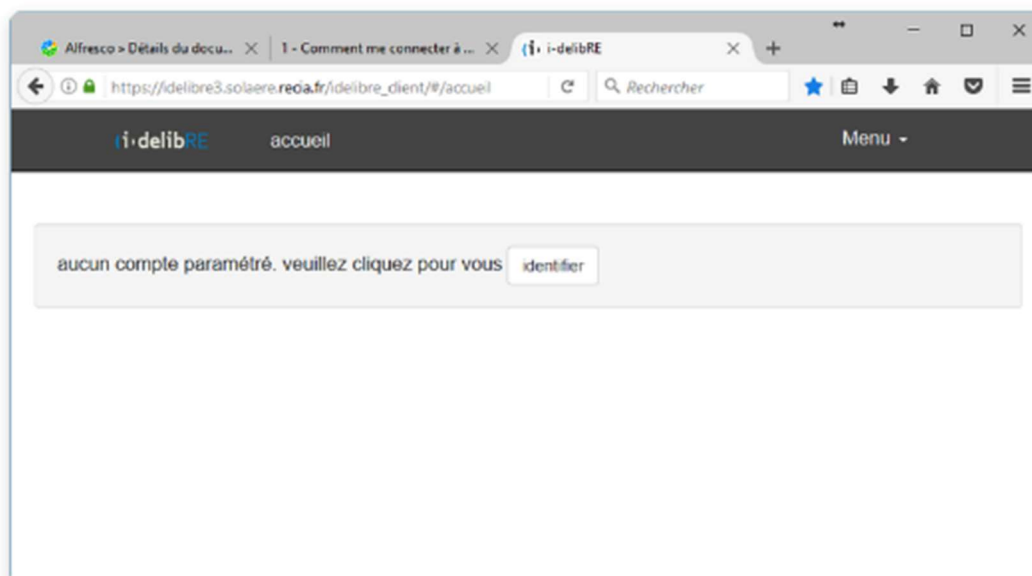 Alfresco » Détails du docu... 1 - Comment me connecter à ... i-delibRE
https://idelibre3.solaere.recia.fr/idelibre_client/#/accueil Rechercher
i-delibRE accueil Menu
aucun compte paramétré. veuillez cliquez pour vous identifier